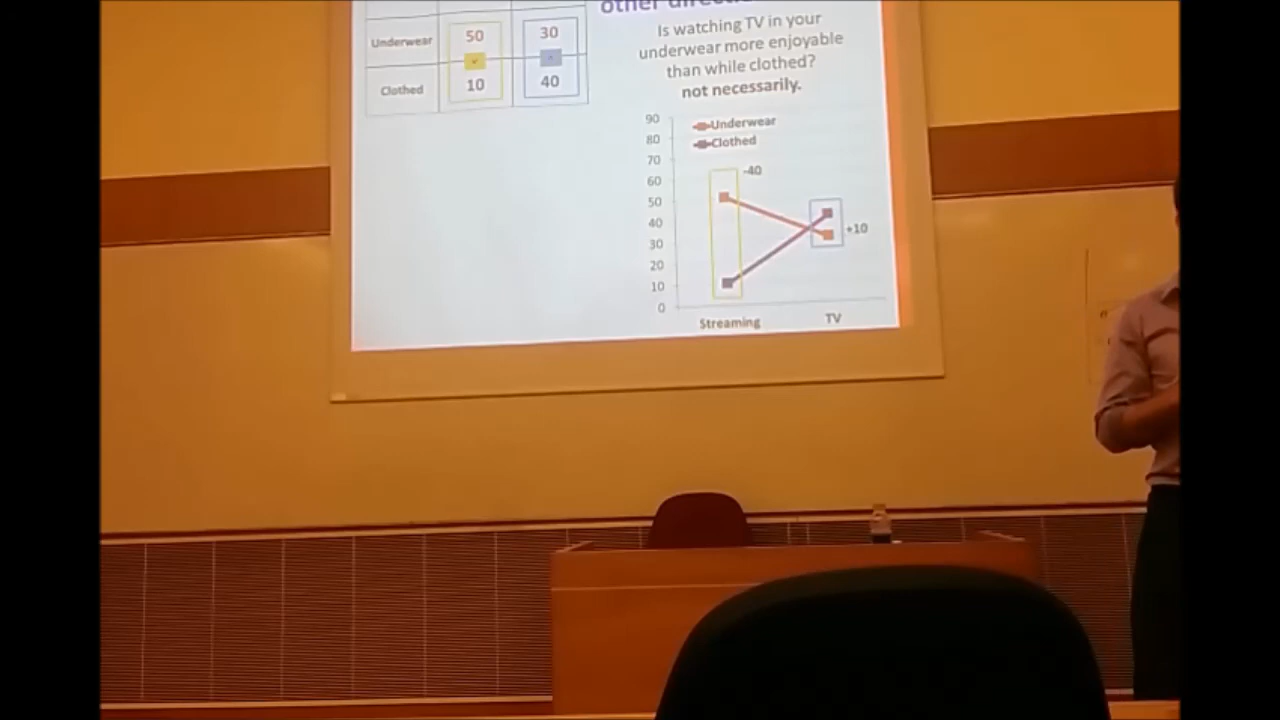 other
Is watching TV in your
underwear more enjoyable
than while clothed?
not necessarily.
Underwear 50 30
Clothed 10 40
90
80
70
60
50
40
30
20
10
0
Underwear
Clothed
-40
+10
Streaming TV